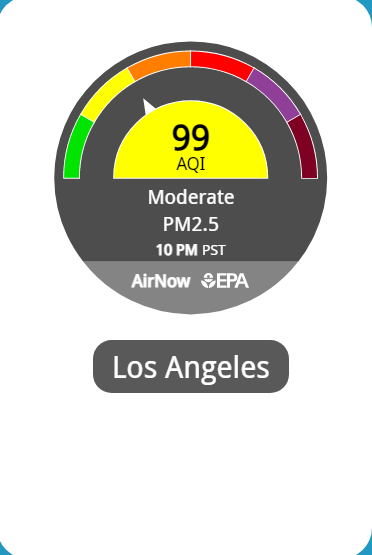 99
AQI
Moderate
PM2.5
10 PM PST
AirNow EPA
Los Angeles